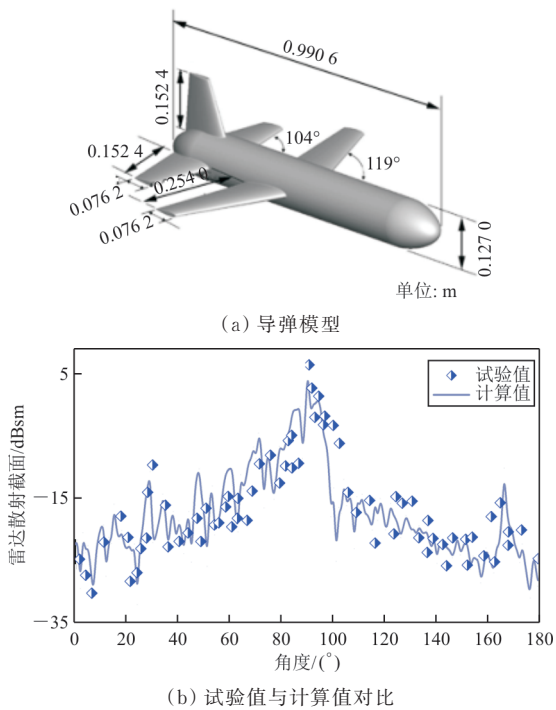 0.990 6
0.152 4
104°
0.152 4
119°
0.254 0
0.076 2
0.076 2
0.127 0
单位: m
(a) 导弹模型
5
试验值
计算值
雷达散射截面/dBsm
−15
−35
0 20 40 60 80 100 120 140 160 180
角度/(°)
(b) 试验值与计算值对比